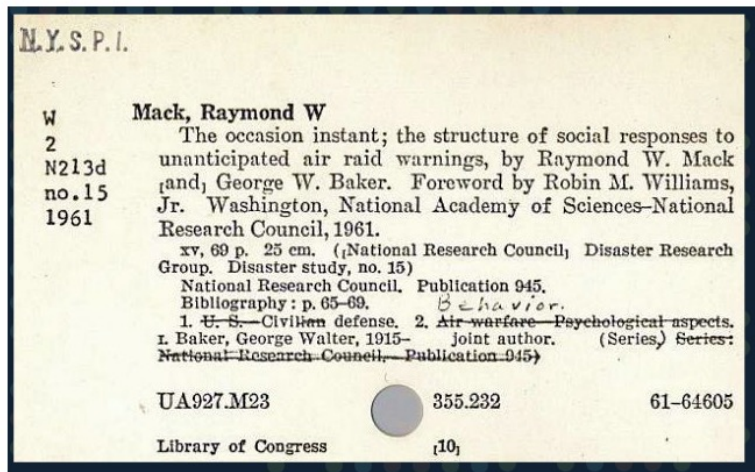 N.Y.S.P.I.
W
2
N213d
no.15
1961
Mack, Raymond W
The occasion instant; the structure of social responses to
unanticipated air raid warnings, by Raymond W. Mack
[and] George W. Baker. Foreword by Robin M. Williams,
Jr. Washington, National Academy of Sciences–National
Research Council, 1961.
xv, 69 p. 25 cm. ([National Research Council] Disaster Research
Group. Disaster study, no. 15)
National Research Council. Publication 945.
Bibliography: p. 65–69.
Behavior.
1. U. S.—Civilian defense. 2. Air warfare—Psychological aspects.
I. Baker, George Walter, 1915– joint author. (Series) Series:
National Research Council. Publication 945)
UA927.M23 355.232 61–64605
Library of Congress [10]